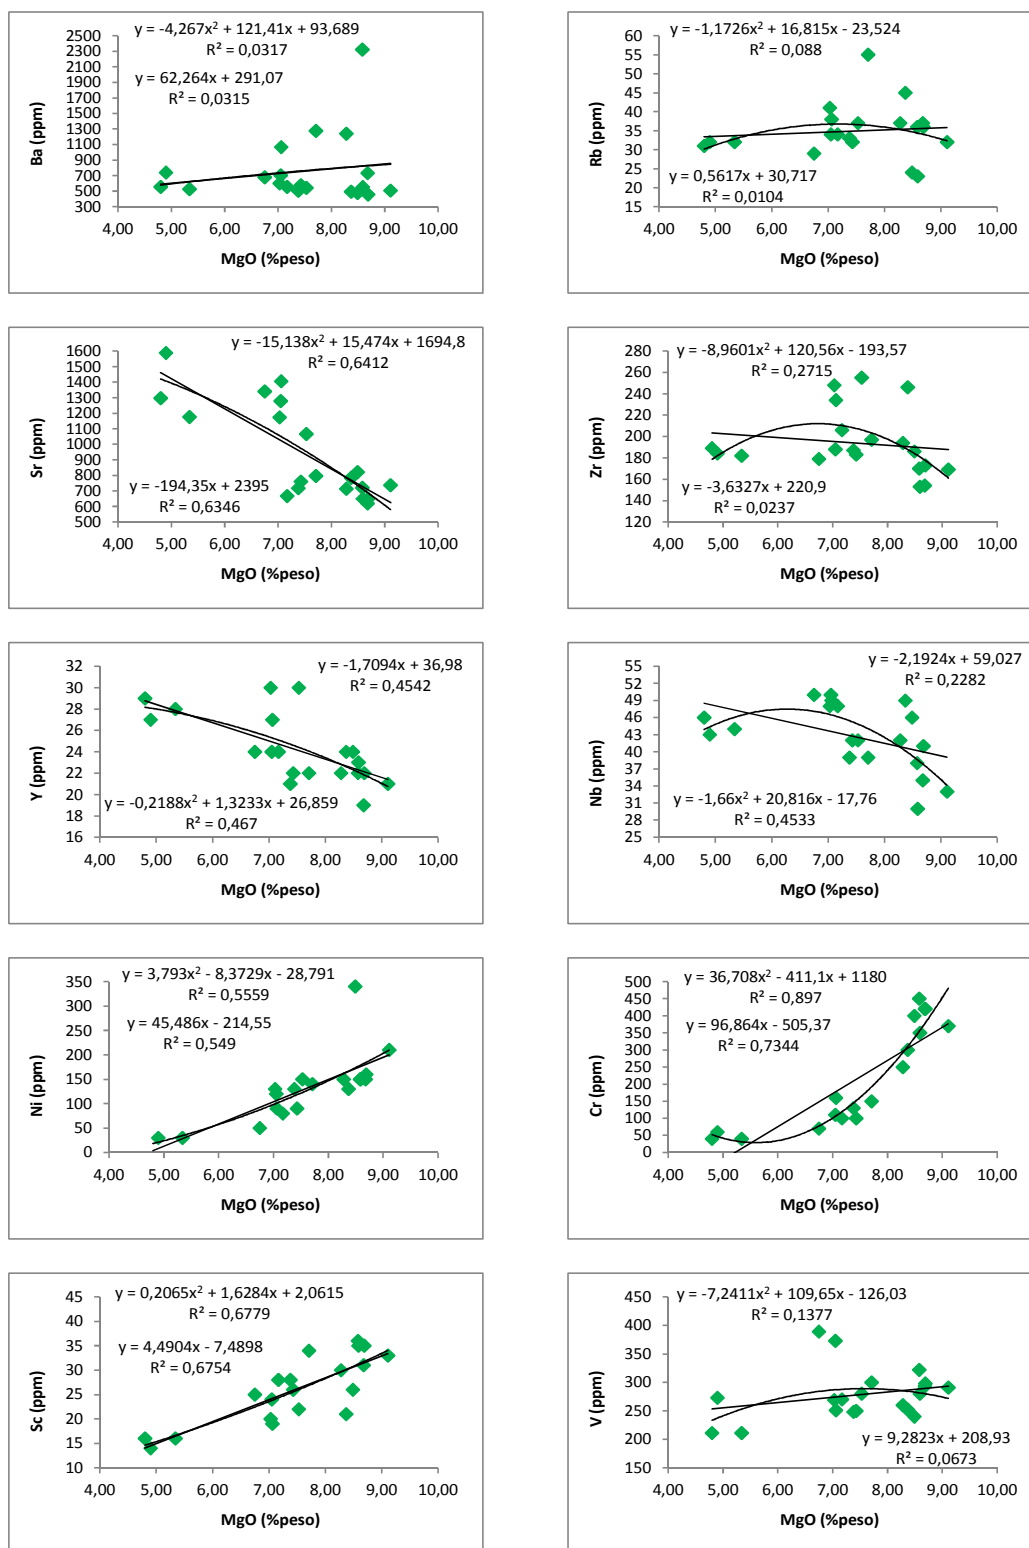 y = -4,267x² + 121,41x + 93,689
R² = 0,0317
y = 62,264x + 291,07
R² = 0,0315
2500
2300
2100
1900
1700
1500
1300
1100
900
700
500
300
Ba (ppm)
4,00 5,00 6,00 7,00 8,00 9,00 10,00
MgO (%peso)
y = -1,1726x² + 16,815x - 23,524
R² = 0,088
y = 0,5617x + 30,717
R² = 0,0104
60
55
50
45
40
35
30
25
20
15
Rb (ppm)
4,00 5,00 6,00 7,00 8,00 9,00 10,00
MgO (%peso)
y = -15,138x² + 15,474x + 1694,8
R² = 0,6412
y = -194,35x + 2395
R² = 0,6346
1600
1500
1400
1300
1200
1100
1000
900
800
700
600
500
Sr (ppm)
4,00 5,00 6,00 7,00 8,00 9,00 10,00
MgO (%peso)
y = -8,9601x² + 120,56x - 193,57
R² = 0,2715
y = -3,6327x + 220,9
R² = 0,0237
280
260
240
220
200
180
160
140
120
Zr (ppm)
4,00 5,00 6,00 7,00 8,00 9,00 10,00
MgO (%peso)
y = -1,7094x + 36,98
R² = 0,4542
y = -0,2188x² + 1,3233x + 26,859
R² = 0,467
32
30
28
26
24
22
20
18
16
Y (ppm)
4,00 5,00 6,00 7,00 8,00 9,00 10,00
MgO (%peso)
y = -2,1924x + 59,027
R² = 0,2282
y = -1,66x² + 20,816x - 17,76
R² = 0,4533
55
52
49
46
43
40
37
34
31
28
25
Nb (ppm)
4,00 5,00 6,00 7,00 8,00 9,00 10,00
MgO (%peso)
y = 3,793x² - 8,3729x - 28,791
R² = 0,5559
y = 45,486x - 214,55
R² = 0,549
350
300
250
200
150
100
50
0
Ni (ppm)
4,00 5,00 6,00 7,00 8,00 9,00 10,00
MgO (%peso)
y = 36,708x² - 411,1x + 1180
R² = 0,897
y = 96,864x - 505,37
R² = 0,7344
500
450
400
350
300
250
200
150
100
50
0
Cr (ppm)
4,00 5,00 6,00 7,00 8,00 9,00 10,00
MgO (%peso)
y = 0,2065x² + 1,6284x + 2,0615
R² = 0,6779
y = 4,4904x - 7,4898
R² = 0,6754
45
40
35
30
25
20
15
10
Sc (ppm)
4,00 5,00 6,00 7,00 8,00 9,00 10,00
MgO (%peso)
y = -7,2411x² + 109,65x - 126,03
R² = 0,1377
y = 9,2823x + 208,93
R² = 0,0673
450
400
350
300
250
200
150
V (ppm)
4,00 5,00 6,00 7,00 8,00 9,00 10,00
MgO (%peso)